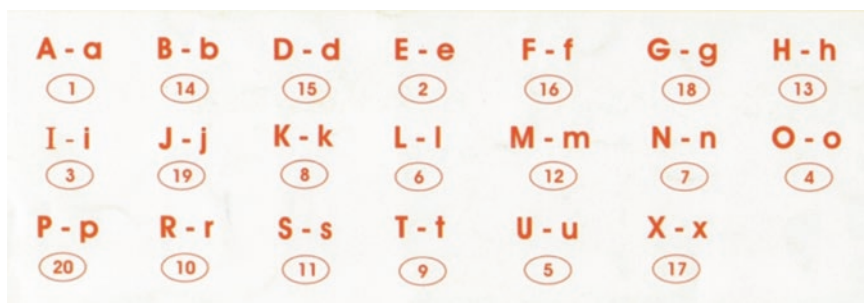 A - a B - b D - d E - e F - f G - g H - h
1 14 15 2 16 18 13
I - i J - j K - k L - l M - m N - n O - o
3 19 8 6 12 7 4
P - p R - r S - s T - t U - u X - x
20 10 11 9 5 17